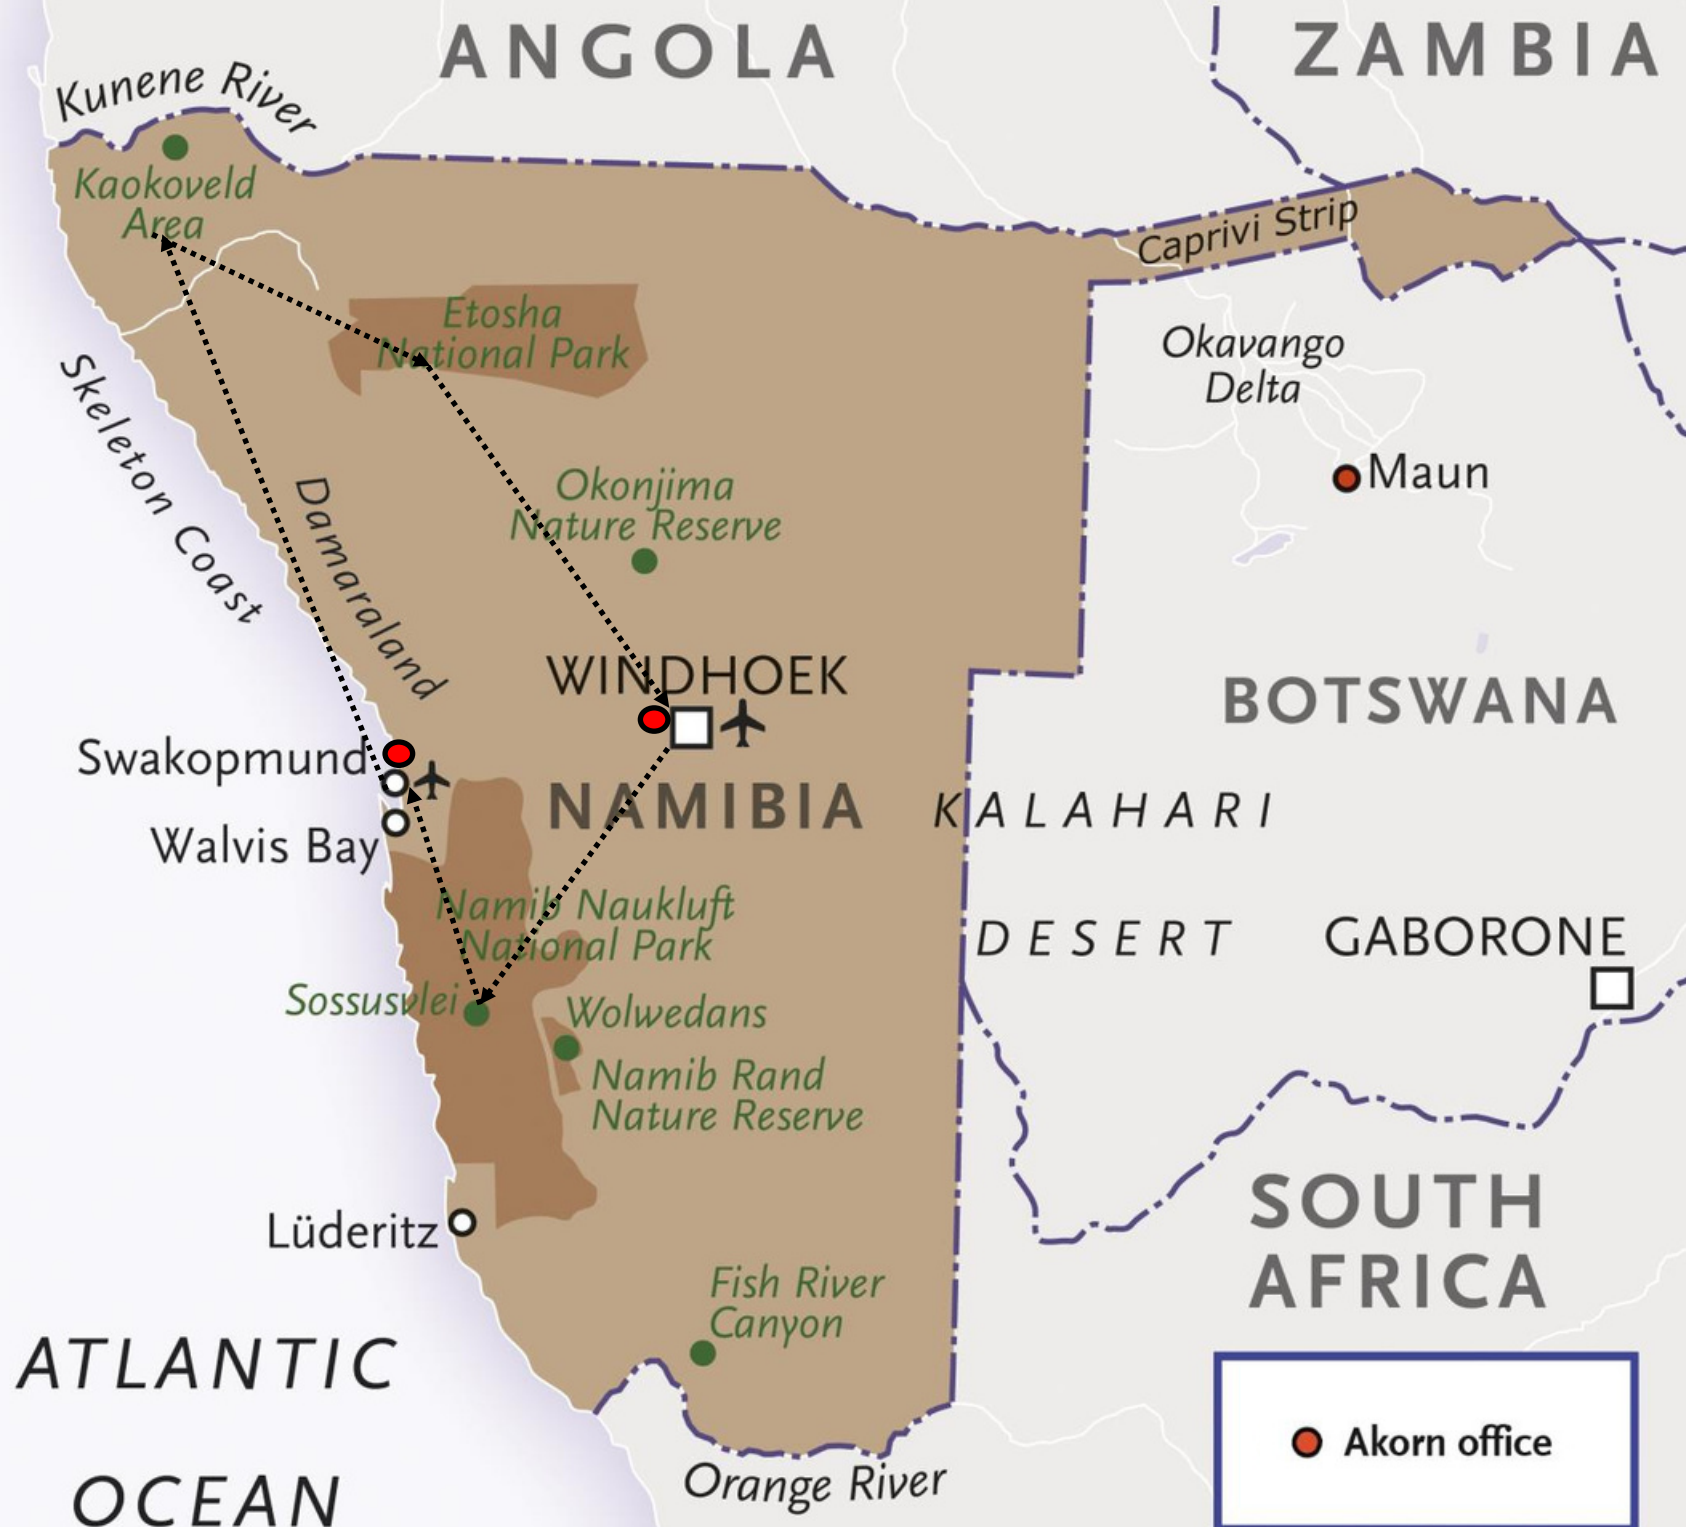 ANGOLA
ZAMBIA
Kunene River
Kaokoveld
Area
Caprivi Strip
Etosha
National Park
Okavango
Delta
Skeleton Coast
Maun
Damaraland
Okonjima
Nature Reserve
WINDHOEK
BOTSWANA
Swakopmund
NAMIBIA
KALAHARI
Walvis Bay
Namib Naukluft
National Park
DESERT
GABORONE
Sossusvlei
Wolwedans
Namib Rand
Nature Reserve
SOUTH
AFRICA
Lüderitz
Fish River
Canyon
ATLANTIC
OCEAN
Orange River
Akorn office